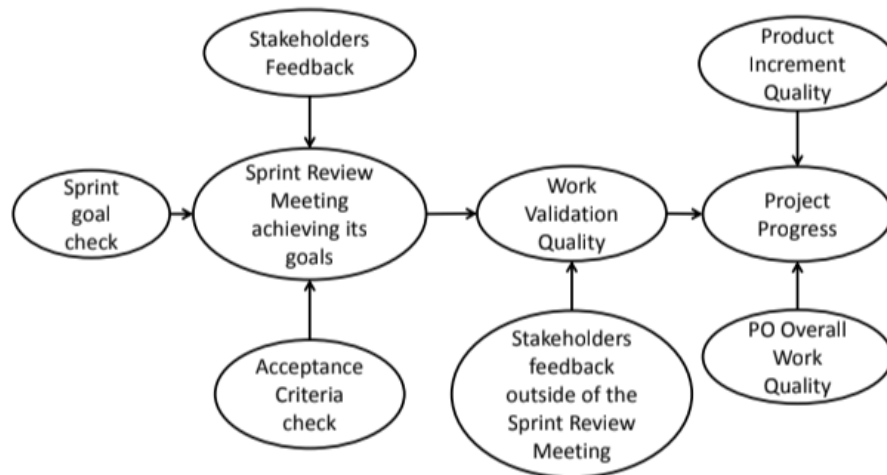 Stakeholders
Feedback
Product
Increment
Quality
Sprint
goal
check
Sprint Review
Meeting
achieving its
goals
Work
Validation
Quality
Project
Progress
Acceptance
Criteria
check
Stakeholders
feedback
outside of the
Sprint Review
Meeting
PO Overall
Work
Quality